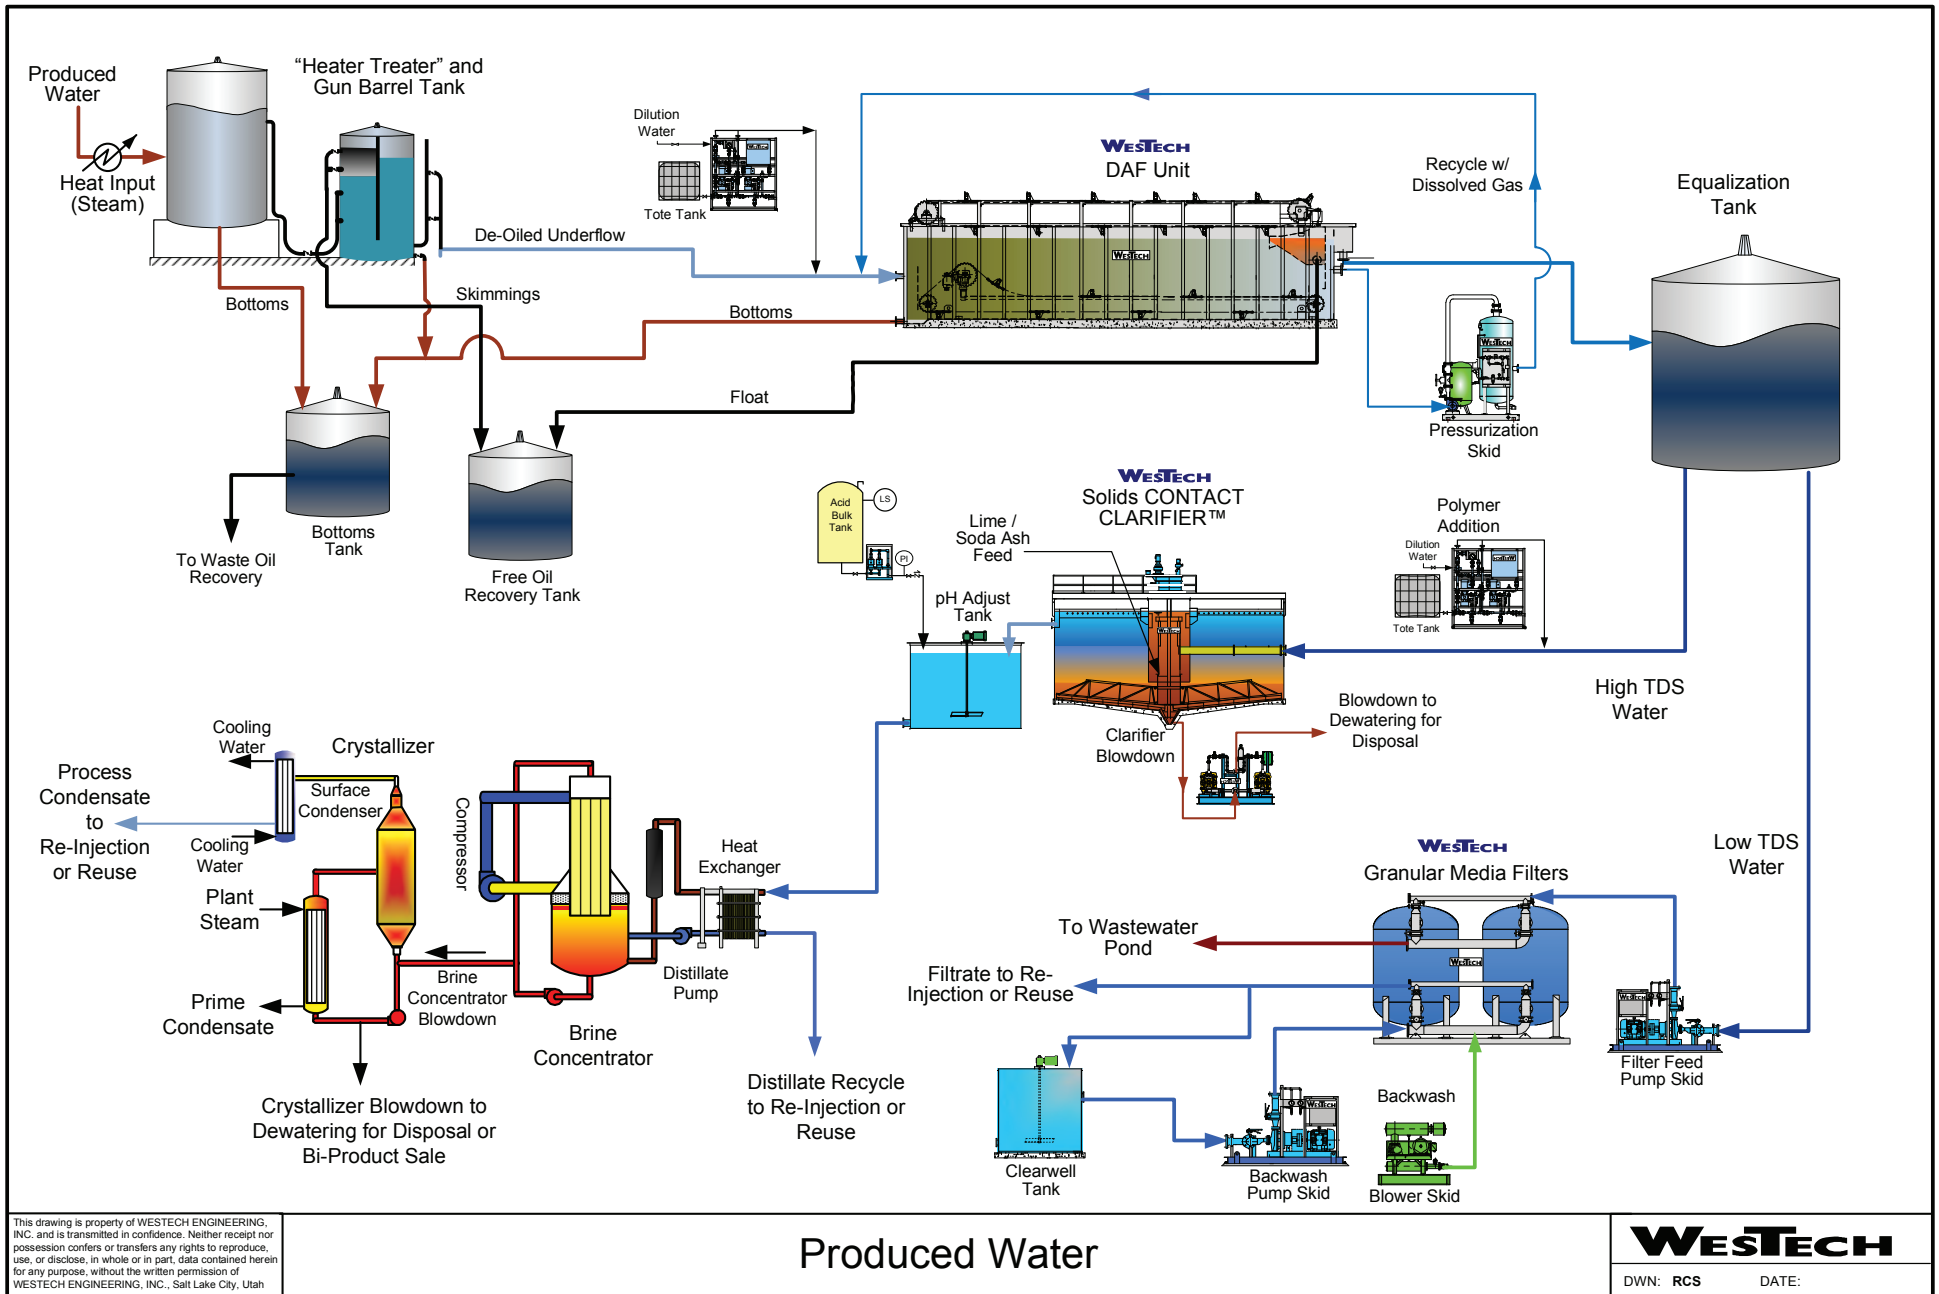 Produced
Water
Heat Input
(Steam)
“Heater Treater” and
Gun Barrel Tank
De-Oiled Underflow
Skimmings
Bottoms
Bottoms
Float
Dilution
Water
Tote Tank
WESTECH
WESTECH
DAF Unit
WESTECH
Recycle w/
Dissolved Gas
Equalization
Tank
WESTECH
Pressurization
Skid
Bottoms
Tank
To Waste Oil
Recovery
Free Oil
Recovery Tank
Acid
Bulk
Tank
LS
PI
pH Adjust
Tank
WESTECH
Solids CONTACT
CLARIFIER™
Lime /
Soda Ash
Feed
WESTECH
Clarifier
Blowdown
Blowdown to
Dewatering for
Disposal
Polymer
Addition
Dilution
Water
Tote Tank
High TDS
Water
Low TDS
Water
Cooling
Water
Crystallizer
Surface
Condenser
Process
Condensate
to
Re-Injection
or Reuse
Cooling
Water
Plant
Steam
Prime
Condensate
Compressor
Brine
Concentrator
Blowdown
Brine
Concentrator
Heat
Exchanger
Distillate
Pump
Crystallizer Blowdown to
Dewatering for Disposal or
Bi-Product Sale
Distillate Recycle
to Re-Injection or
Reuse
WESTECH
Granular Media Filters
WESTECH
To Wastewater
Pond
Filtrate to Re-
Injection or Reuse
Clearwell
Tank
WESTECH
Backwash
Pump Skid
Backwash
Blower Skid
WESTECH
Filter Feed
Pump Skid
This drawing is property of WESTECH ENGINEERING,
INC. and is transmitted in confidence. Neither receipt nor
possession confers or transfers any rights to reproduce,
use, or disclose, in whole or in part, data contained herein
for any purpose, without the written permission of
WESTECH ENGINEERING, INC., Salt Lake City, Utah
Produced Water
WESTECH
DWN: RCS DATE: